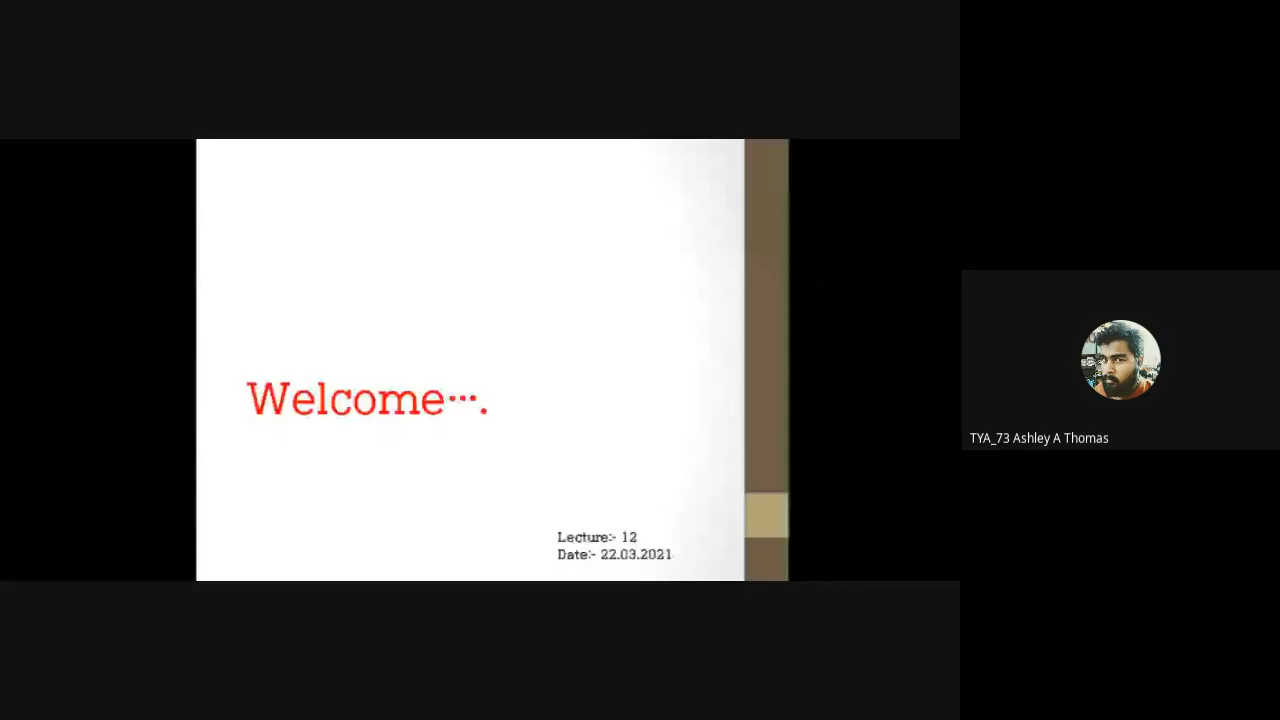 Welcome….
Lecture:- 12
Date:- 22.03.2021
TYA_73 Ashley A Thomas